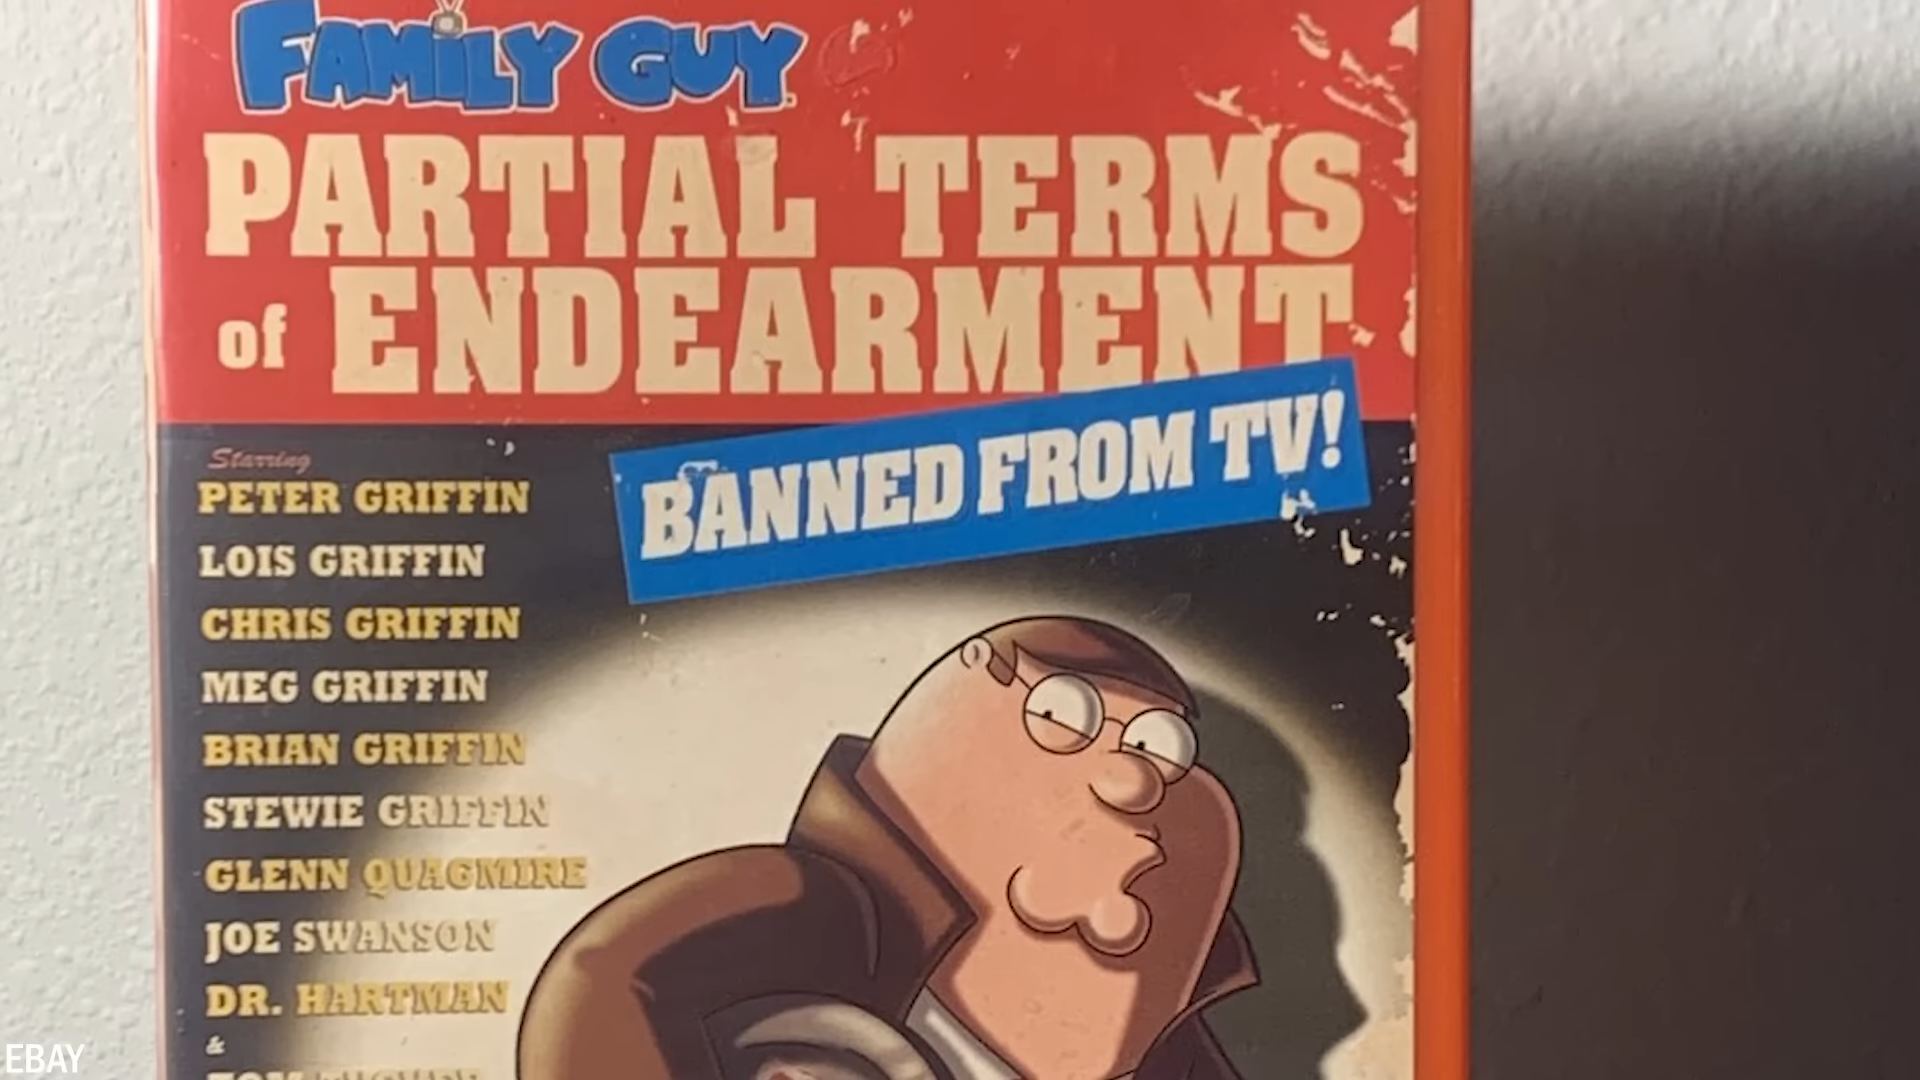 FAMILY GUY
PARTIAL TERMS
of ENDEARMENT
BANNED FROM TV!
Starring
PETER GRIFFIN
LOIS GRIFFIN
CHRIS GRIFFIN
MEG GRIFFIN
BRIAN GRIFFIN
STEWIE GRIFFIN
GLENN QUAGMIRE
JOE SWANSON
DR. HARTMAN
&
EBAY